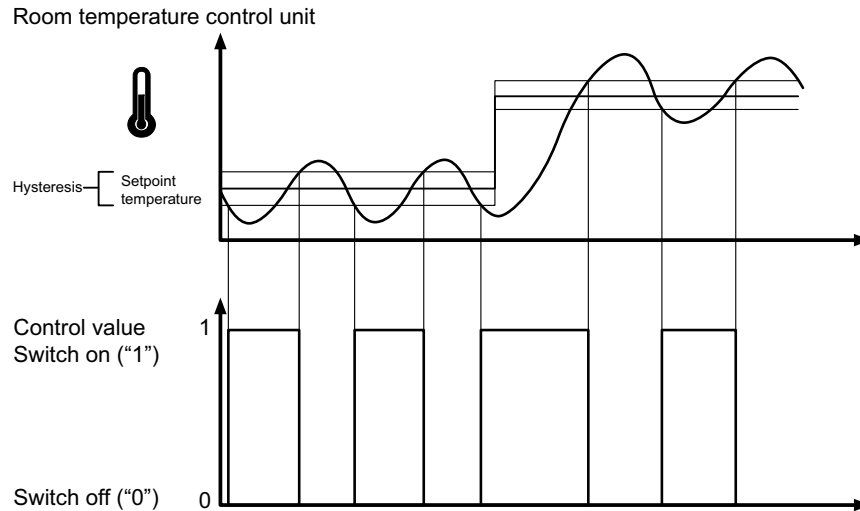 Room temperature control unit
Hysteresis
Setpoint
temperature
Control value
Switch on (“1”)
1
Switch off (“0”)
0